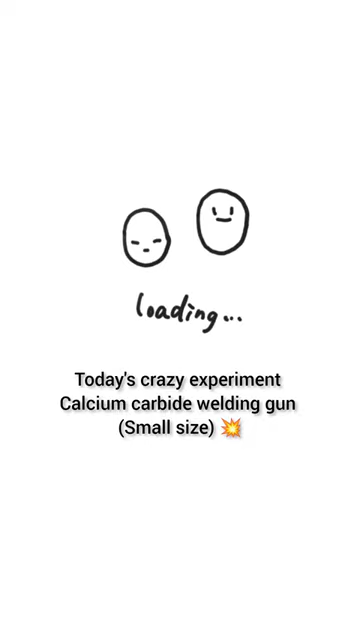 loading...
Today's crazy experiment
Calcium carbide welding gun
(Small size) 💥